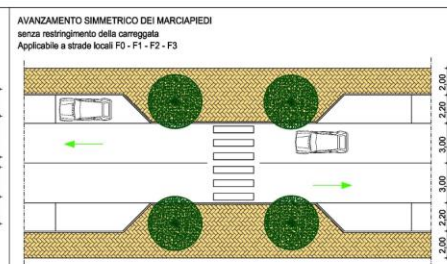 AVANZAMENTO SIMMETRICO DEI MARCIAPIEDI
senza restringimento della carreggata
Applicabile a strade locali F0 - F1 - F2 - F3
2,00
2,20
3,00
3,00
2,20
2,00